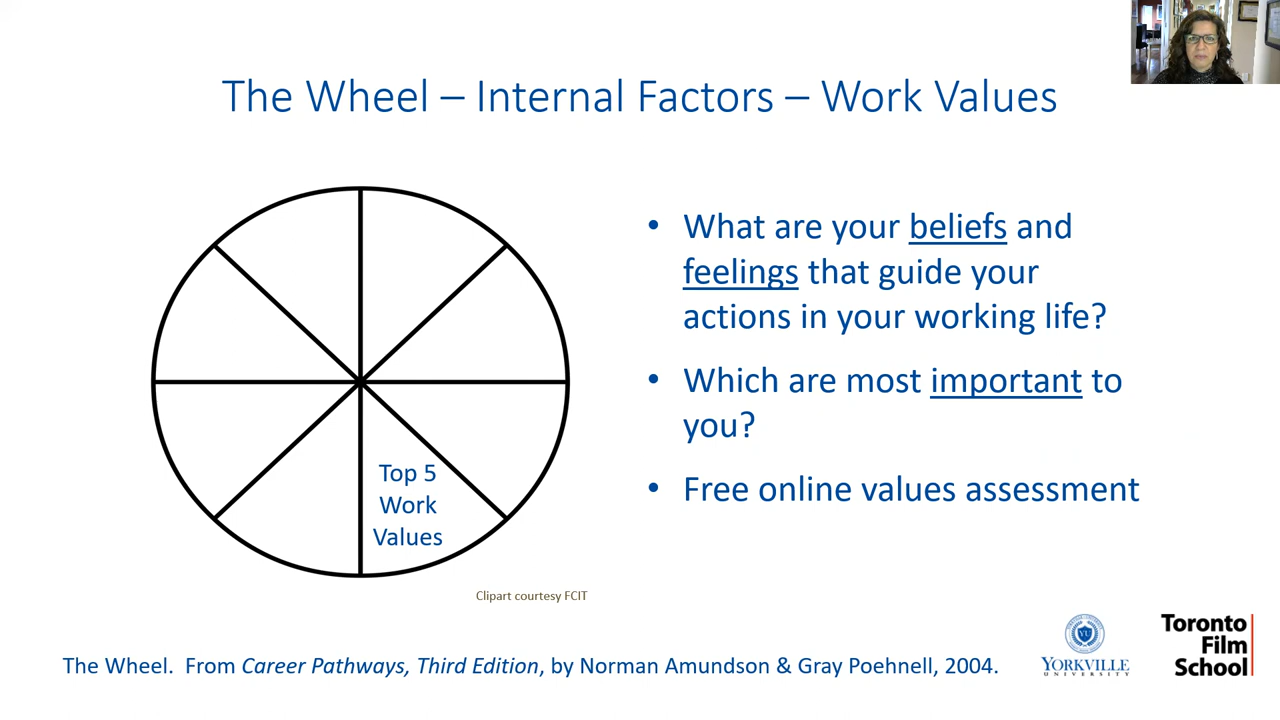 The Wheel – Internal Factors – Work Values
• What are your beliefs and
feelings that guide your
actions in your working life?
• Which are most important to
you?
• Free online values assessment
Top 5
Work
Values
Clipart courtesy FCIT
The Wheel.  From Career Pathways, Third Edition, by Norman Amundson & Gray Poehnell, 2004.
YU
YORKVILLE
UNIVERSITY
Toronto
Film
School